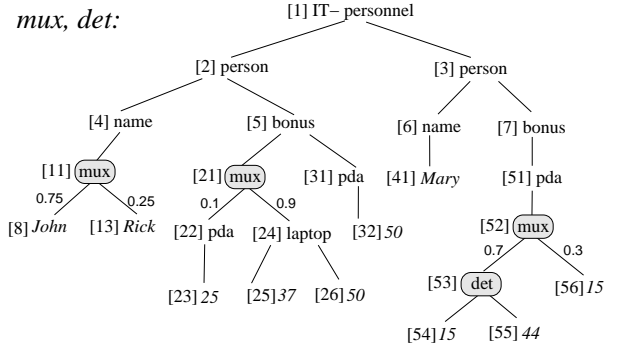 mux, det:
[1] IT– personnel
[2] person
[3] person
[4] name
[5] bonus
[6] name
[7] bonus
[11] mux
[21] mux
[31] pda
[41] Mary
[51] pda
0.75
0.25
0.1
0.9
[8] John
[13] Rick
[22] pda
[24] laptop
[32] 50
[52] mux
0.7
0.3
[23] 25
[25] 37
[26] 50
[53] det
[56] 15
[54] 15
[55] 44